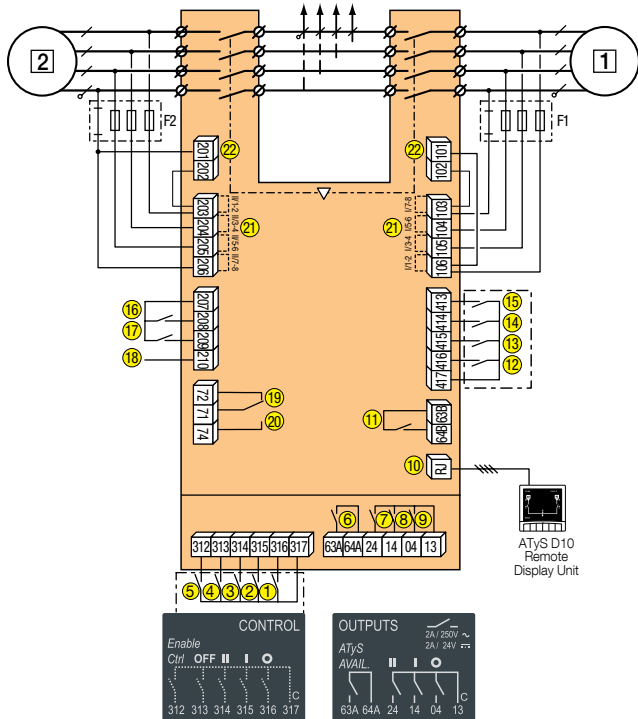 2
1
F2
F1
201
202
22
22
101
102
203
204
205
206
II/1-2
II/3-4
II/5-6
II/7-8
21
21
I/7-8
I/5-6
I/3-4
I/1-2
103
104
105
106
16
17
18
207
208
209
210
413
414
415
416
417
15
14
13
12
72
71
74
19
20
11
63B
64B
10
RJ
ATyS D10
Remote
Display Unit
6
7
8
9
312 313 314 315 316 317
63A 64A 24 14 04 13
5 4 3 2 1
CONTROL
Enable
Ctrl OFF II I O
C
312 313 314 315 316 317
OUTPUTS
2A / 250V ~
2A / 24V
ATyS
AVAIL. II I O
C
63A 64A 24 14 04 13